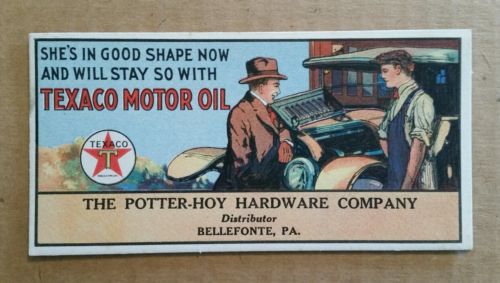 SHE'S IN GOOD SHAPE NOW
AND WILL STAY SO WITH
TEXACO MOTOR OIL
TEXACO
T
THE POTTER-HOY HARDWARE COMPANY
Distributor
BELLEFONTE, PA.